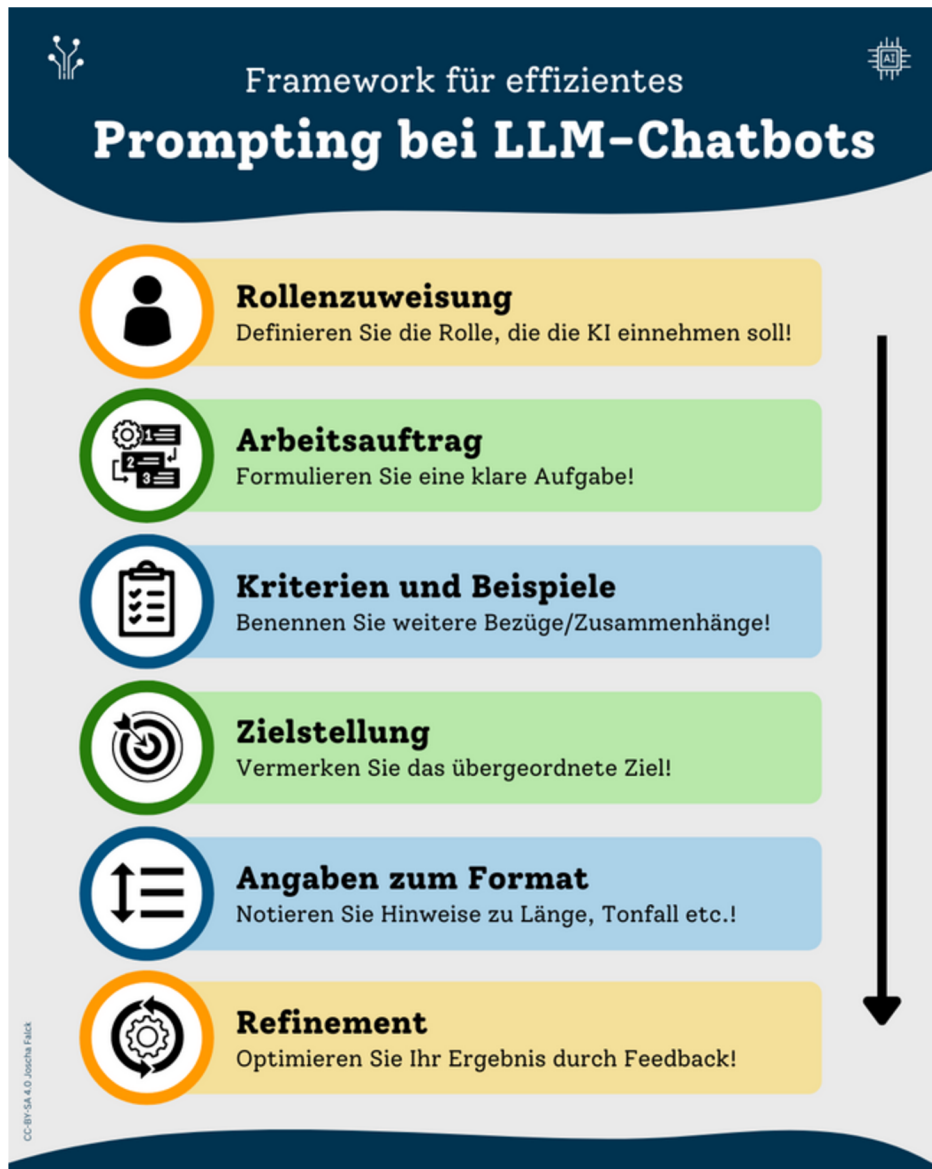 AI
Framework für effizientes
Prompting bei LLM-Chatbots
Rollenzuweisung
Definieren Sie die Rolle, die die KI einnehmen soll!
1
2
3
Arbeitsauftrag
Formulieren Sie eine klare Aufgabe!
Kriterien und Beispiele
Benennen Sie weitere Bezüge/Zusammenhänge!
Zielstellung
Vermerken Sie das übergeordnete Ziel!
Angaben zum Format
Notieren Sie Hinweise zu Länge, Tonfall etc.!
Refinement
Optimieren Sie Ihr Ergebnis durch Feedback!
CC-BY-SA 4.0 Joscha Falck